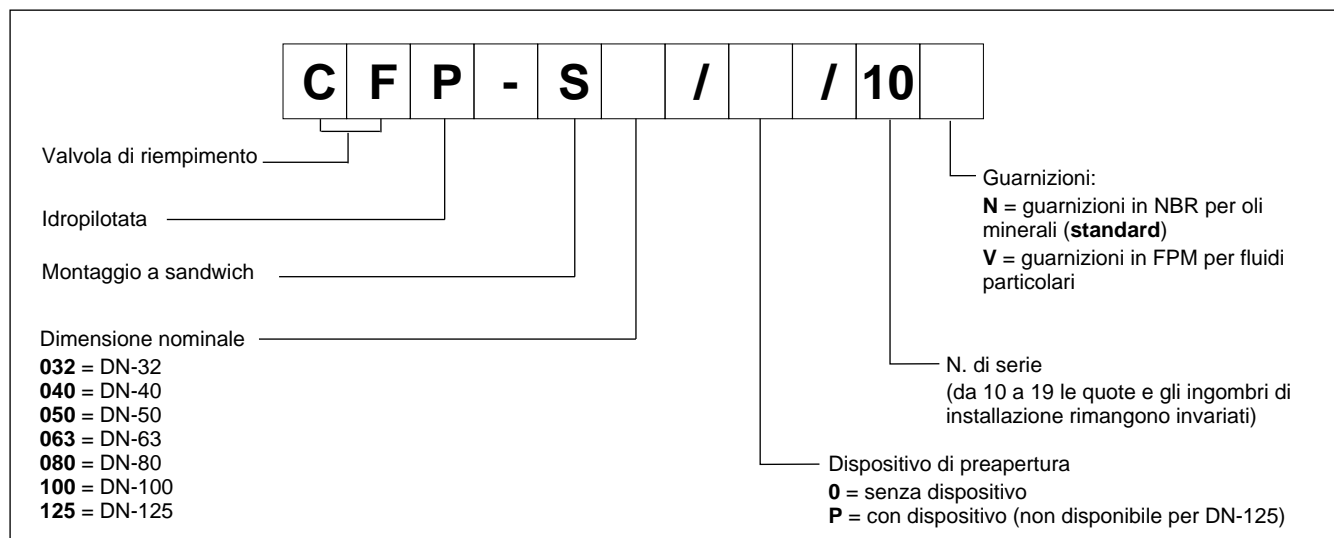 CFP-S / /10
Valvola di riempimento
Idropilotata
Montaggio a sandwich
Dimensione nominale
032 = DN-32
040 = DN-40
050 = DN-50
063 = DN-63
080 = DN-80
100 = DN-100
125 = DN-125
Guarnizioni:
N = guarnizioni in NBR per oli
minerali (standard)
V = guarnizioni in FPM per fluidi
particolari
N. di serie
(da 10 a 19 le quote e gli ingombri di
installazione rimangono invariati)
Dispositivo di preapertura
0 = senza dispositivo
P = con dispositivo (non disponibile per DN-125)